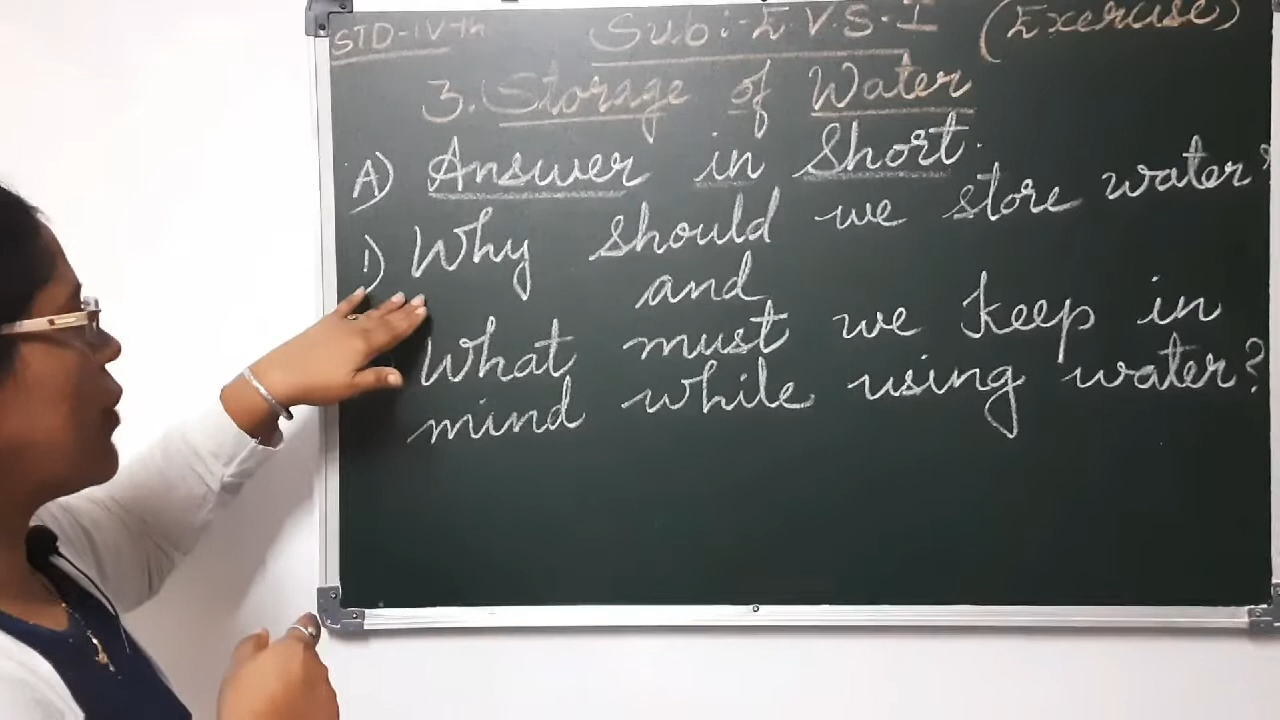 STD-IVth Sub:-E.V.S-I (Exercise)
3. Storage of Water
A) Answer in Short.
1) Why should we store water?
and
What must we keep in
mind while using water?